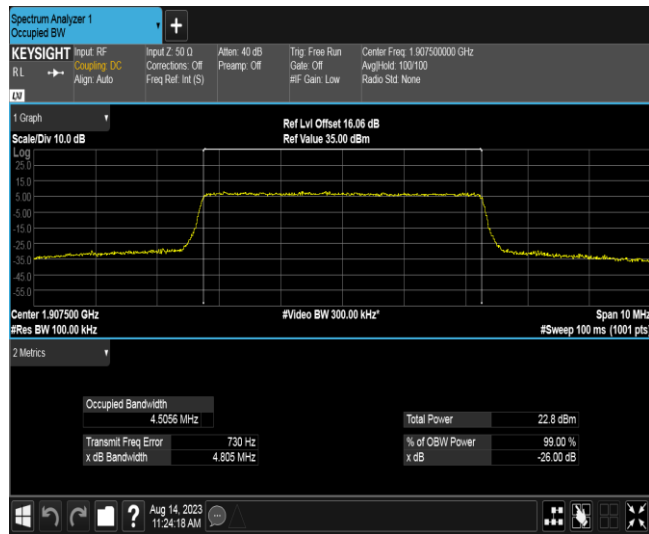 Spectrum Analyzer 1
Occupied BW
+
KEYSIGHT
RL
LXI
Input: RF
Coupling: DC
Align: Auto
Input Z: 50 Ω
Corrections: Off
Freq Ref: Int (S)
Atten: 40 dB
Preamp: Off
Trig: Free Run
Gate: Off
#IF Gain: Low
Center Freq: 1.907500000 GHz
Avg|Hold: 100/100
Radio Std: None
1 Graph
Scale/Div 10.0 dB
Ref Lvl Offset 16.06 dB
Ref Value 35.00 dBm
Log
25.0
15.0
5.00
-5.00
-15.0
-25.0
-35.0
-45.0
-55.0
Center 1.907500 GHz
#Res BW 100.00 kHz
#Video BW 300.00 kHz*
Span 10 MHz
#Sweep 100 ms (1001 pts)
2 Metrics
Occupied Bandwidth
4.5056 MHz
Transmit Freq Error 730 Hz
x dB Bandwidth 4.805 MHz
Total Power 22.8 dBm
% of OBW Power 99.00 %
x dB -26.00 dB
?
Aug 14, 2023
11:24:18 AM